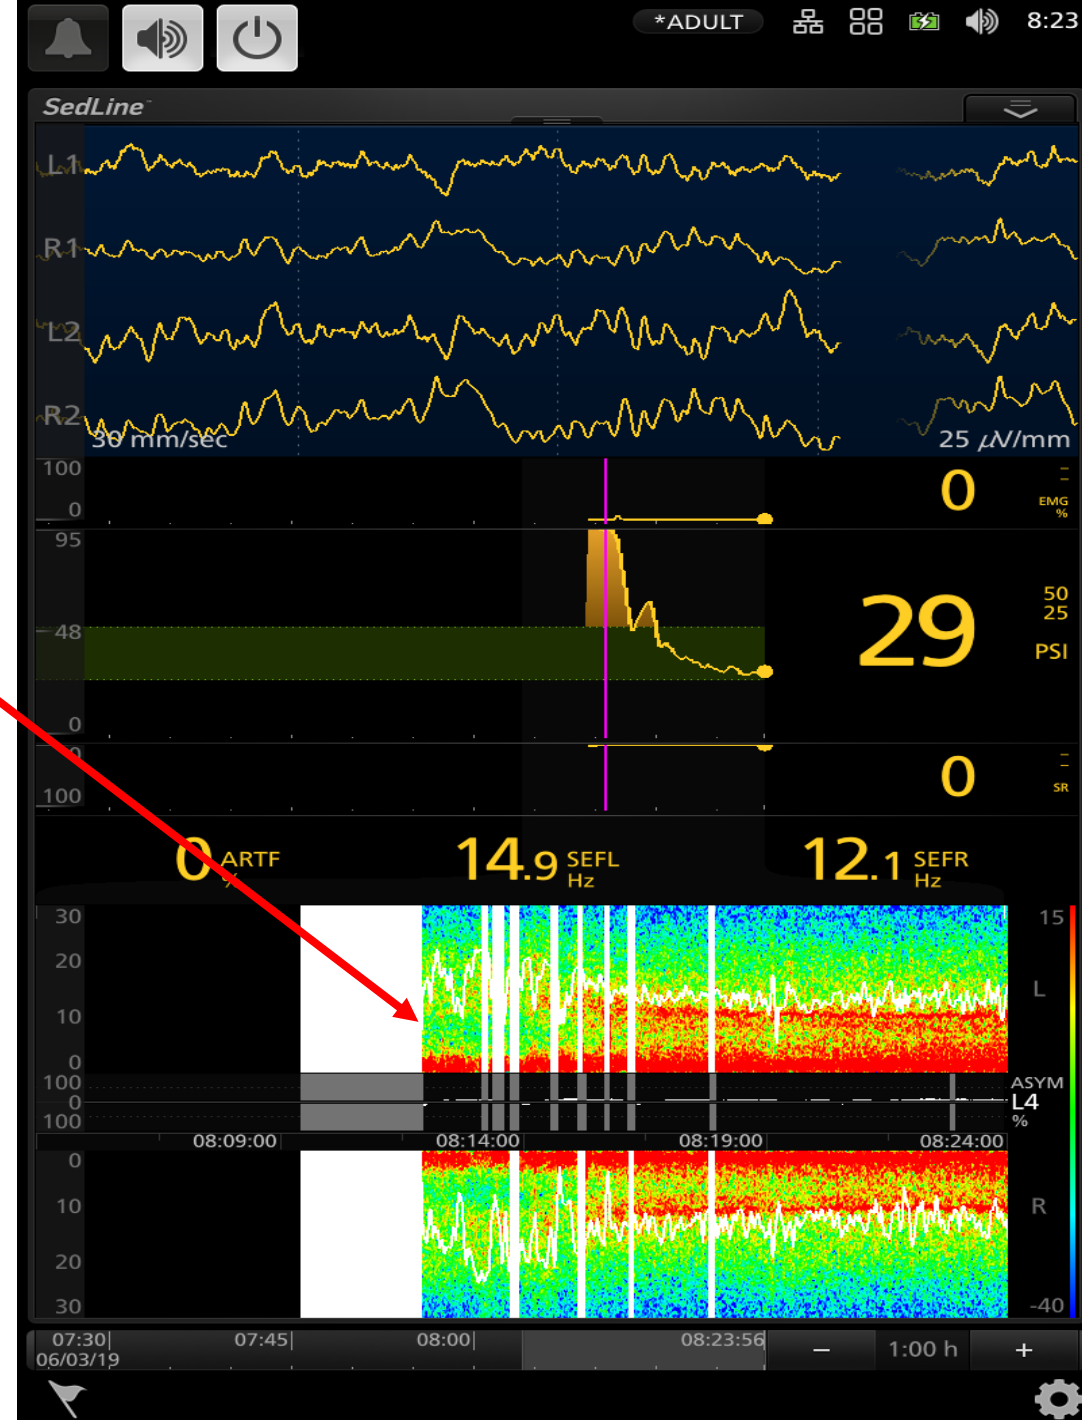 *ADULT 8:23
SedLine
L1
R1
L2
R2
30 mm/sec 25 µV/mm
100
0
0
EMG
%
95
48
0
29
50
25
PSI
0
100
0
SR
0 ARTF
%
14.9 SEFL
Hz
12.1 SEFR
Hz
30
20
10
0
15
L
100
0
100
ASYM
L4
%
08:09:00 08:14:00 08:19:00 08:24:00
0
10
20
30
R
-40
07:30 07:45 08:00 08:23:56
06/03/19
− 1:00 h +